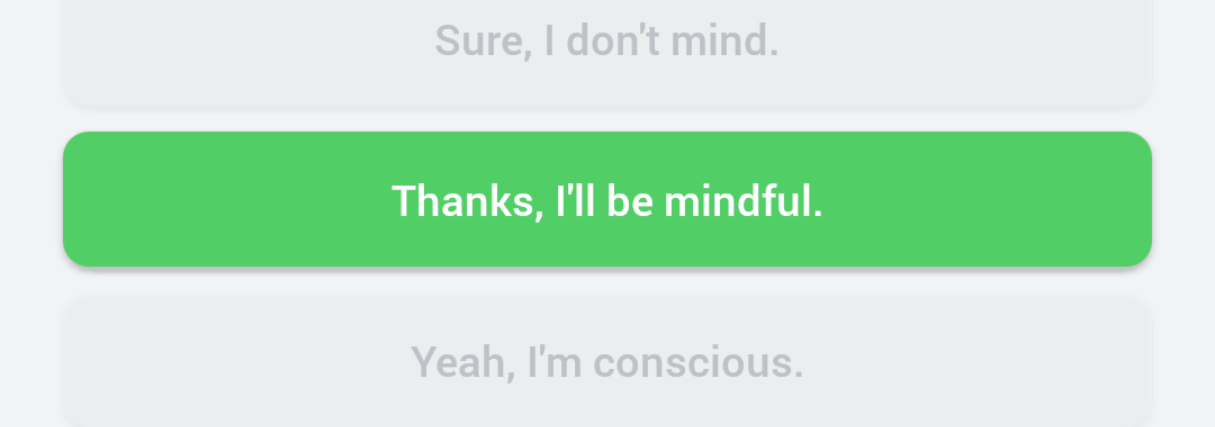 Sure, I don't mind.
Thanks, I'll be mindful.
Yeah, I'm conscious.